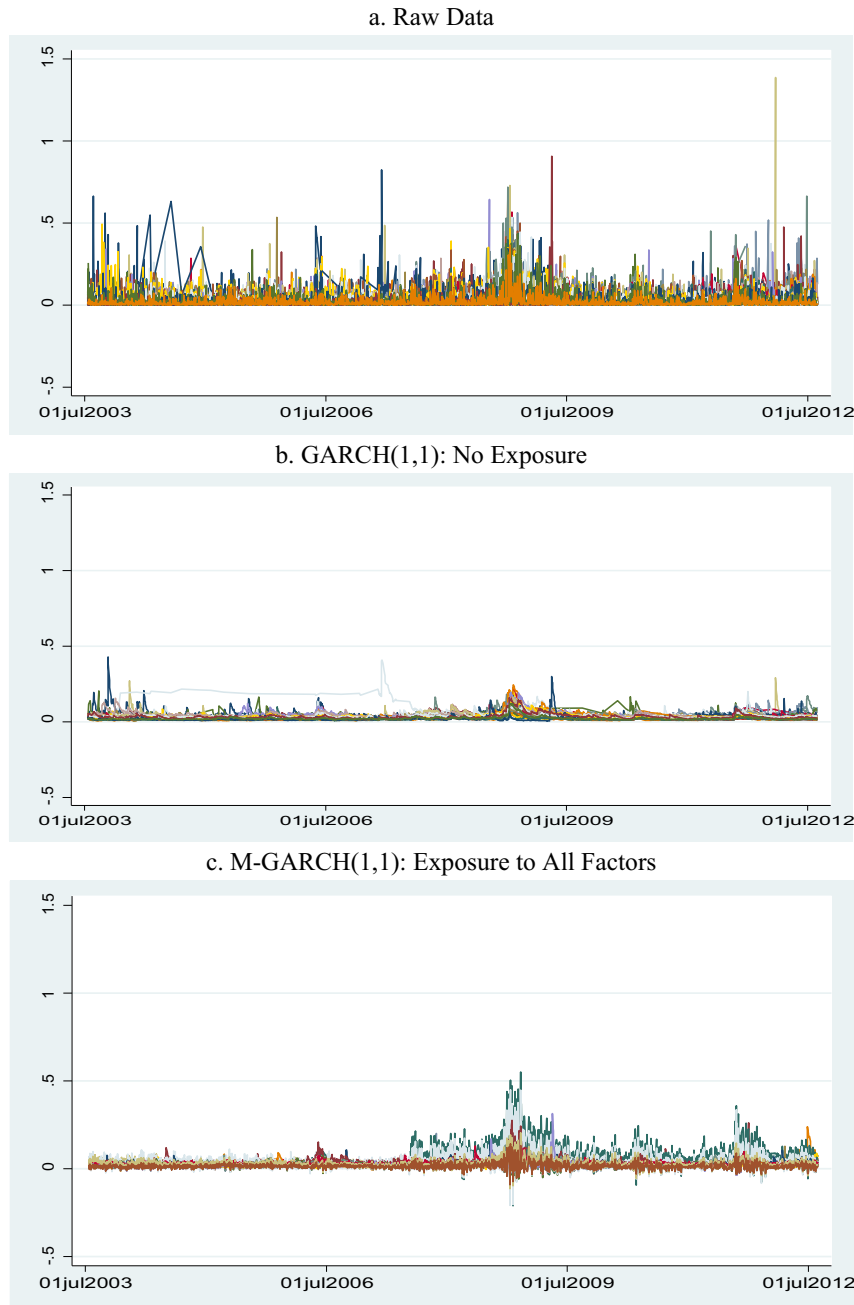 a. Raw Data
1.5
1
.5
0
-.5
01jul2003 01jul2006 01jul2009 01jul2012
b. GARCH(1,1): No Exposure
1.5
1
.5
0
-.5
01jul2003 01jul2006 01jul2009 01jul2012
c. M-GARCH(1,1): Exposure to All Factors
1.5
1
.5
0
-.5
01jul2003 01jul2006 01jul2009 01jul2012